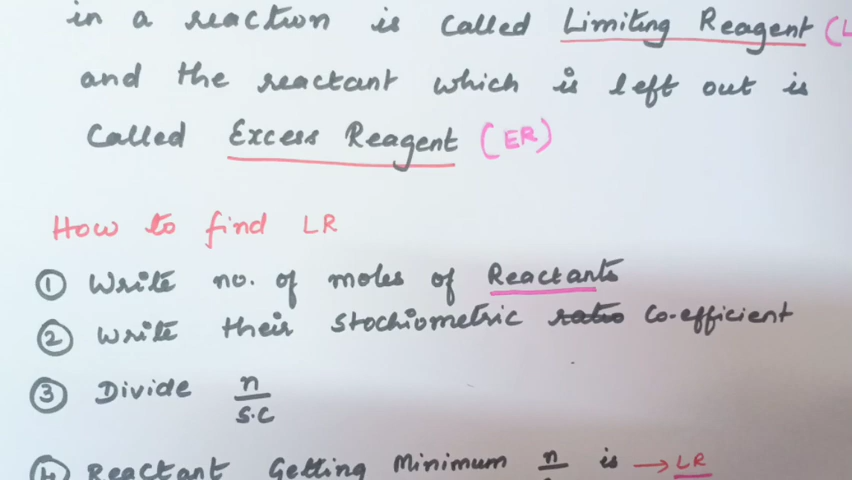 in a reaction is called Limiting Reagent (L
and the reactant which is left out is
called Excess Reagent (ER)
How to find LR
① Write no. of moles of Reactants
② Write their stochiometric ratio co-efficient
③ Divide n/s.c
④ Reactant Getting Minimum n/ is → LR